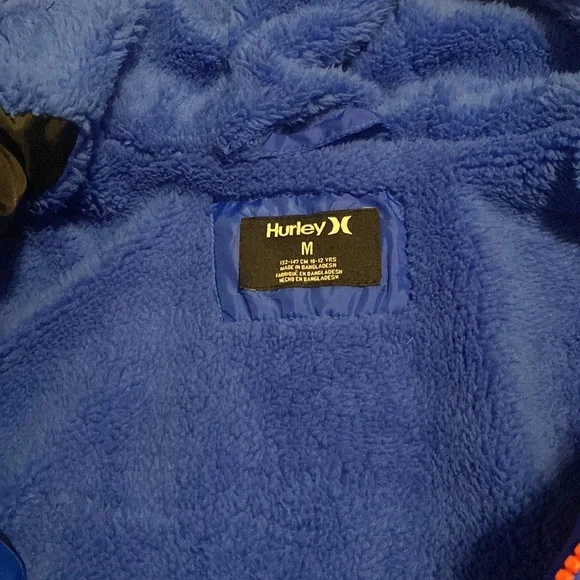 Hurley
M
137-147 CM 10-12 YRS
MADE IN BANGLADESH
FABRIQUÉ EN BANGLADESH
HECHO EN BANGLADESH